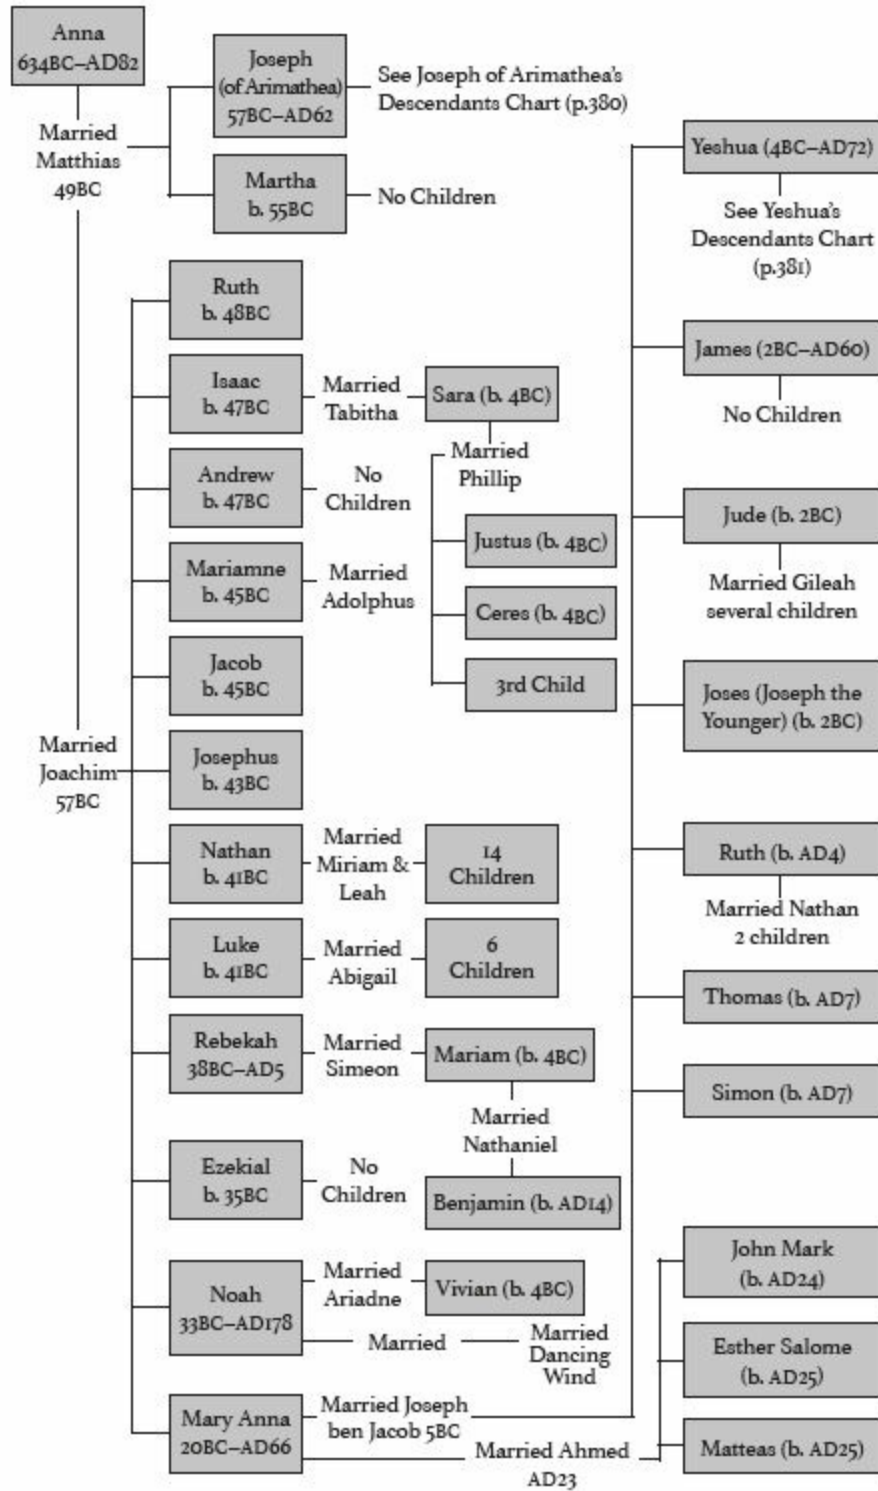 Anna
634BC–AD82
Married
Matthias
49BC
Joseph
(of Arimathea)
57BC–AD62
See Joseph of Arimathea's
Descendants Chart (p.380)
Martha
b. 55BC
No Children
Married
Joachim
57BC
Ruth
b. 48BC
Isaac
b. 47BC
Married
Tabitha
Sara (b. 4BC)
Married
Phillip
Justus (b. 4BC)
Ceres (b. 4BC)
3rd Child
Andrew
b. 47BC
No
Children
Mariamne
b. 45BC
Married
Adolphus
Jacob
b. 45BC
Josephus
b. 43BC
Nathan
b. 41BC
Married
Miriam &
Leah
14
Children
Luke
b. 41BC
Married
Abigail
6
Children
Rebekah
38BC–AD5
Married
Simeon
Mariam (b. 4BC)
Married
Nathaniel
Benjamin (b. AD14)
Ezekial
b. 35BC
No
Children
Noah
33BC–AD178
Married
Ariadne
Vivian (b. 4BC)
Married
Married
Dancing
Wind
Mary Anna
20BC–AD66
Married Joseph
ben Jacob 5BC
Married Ahmed
AD23
Yeshua (4BC–AD72)
See Yeshua's
Descendants Chart
(p.381)
James (2BC–AD60)
No Children
Jude (b. 2BC)
Married Gileah
several children
Joses (Joseph the
Younger) (b. 2BC)
Ruth (b. AD4)
Married Nathan
2 children
Thomas (b. AD7)
Simon (b. AD7)
John Mark
(b. AD24)
Esther Salome
(b. AD25)
Matteas (b. AD25)